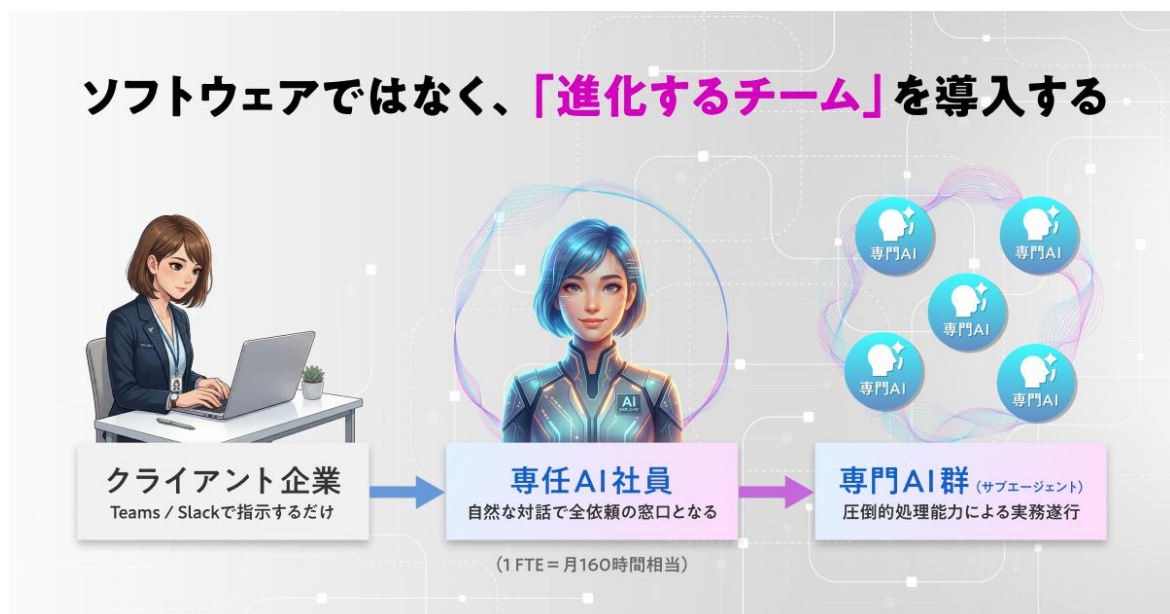 ソフトウェアではなく、「進化するチーム」を導入する
専門AI
専門AI
専門AI
専門AI
専門AI
AI
EMPLOYEE
クライアント企業
Teams / Slackで指示するだけ
専任AI社員
自然な対話で全依頼の窓口となる
専門AI群（サブエージェント）
圧倒的処理能力による実務遂行
（1 FTE＝月160時間相当）